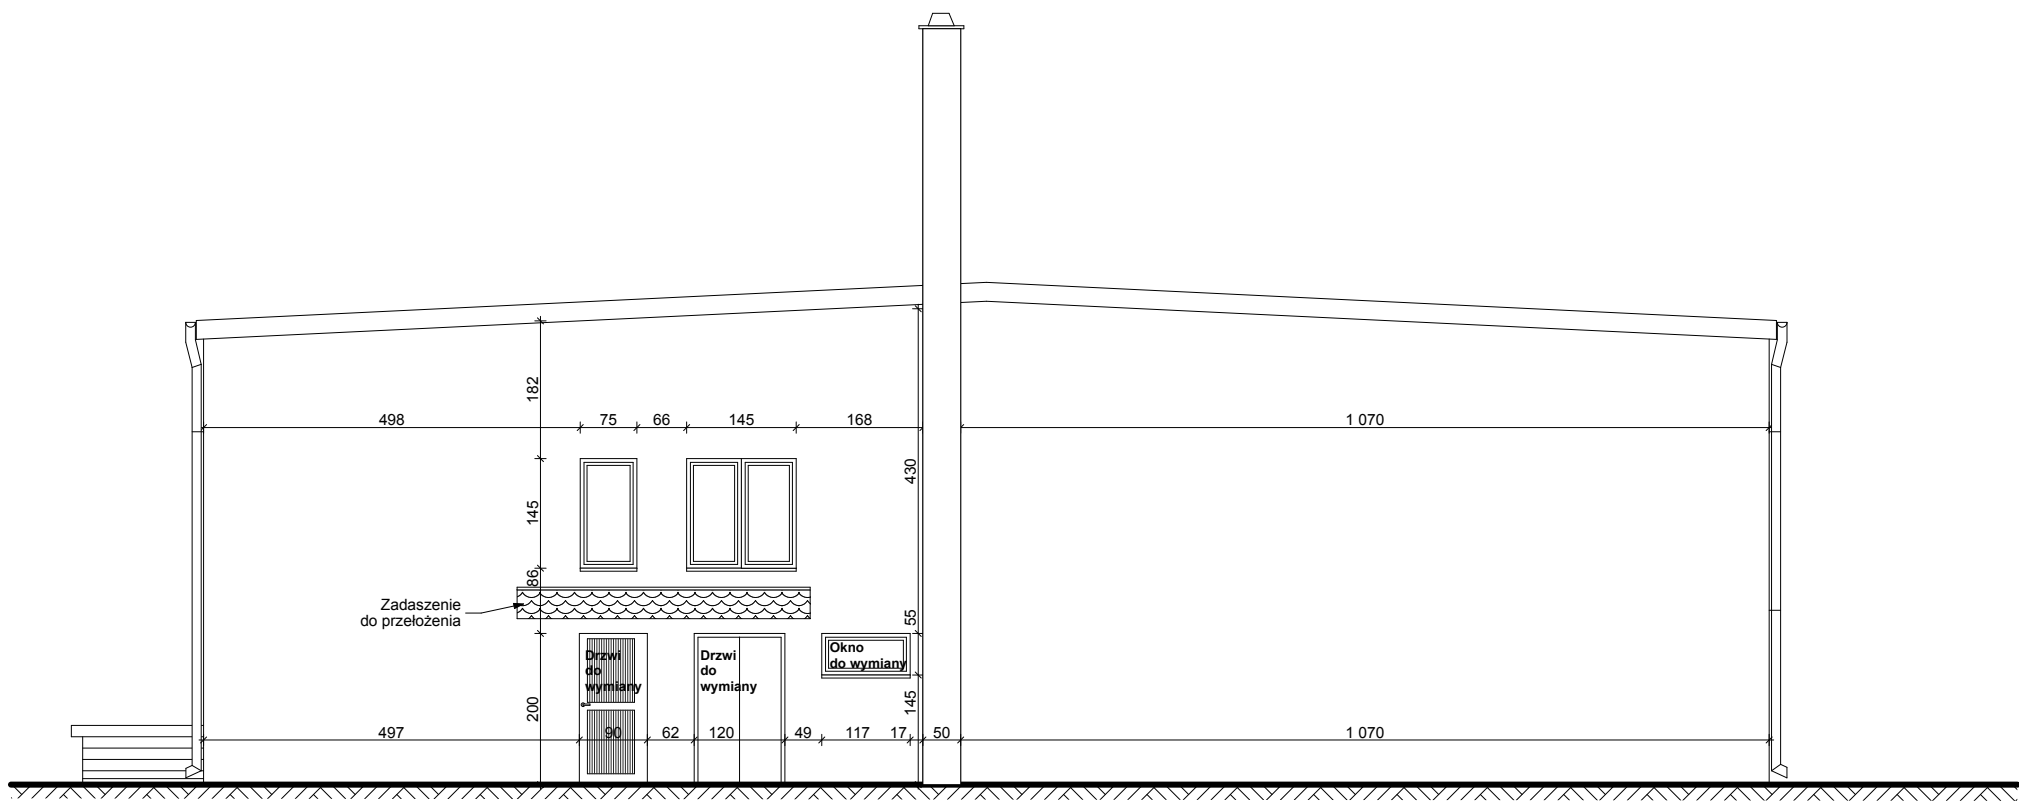 182
498 75 66 145 168 1 070
430
145
86
Zadaszenie
do przełożenia
55
Drzwi
do
wymiany
Drzwi
do
wymiany
Okno
do wymiany
200
145
497 90 62 120 49 117 17 50 1 070